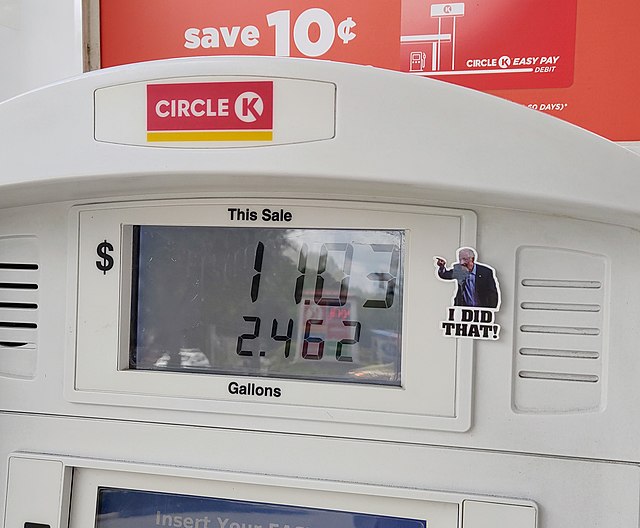 save 10¢
K
CIRCLE K EASY PAY
DEBIT
DAYS)*
CIRCLE K
This Sale
$ 11.03
2.462
Gallons
I DID
THAT!
Insert Your